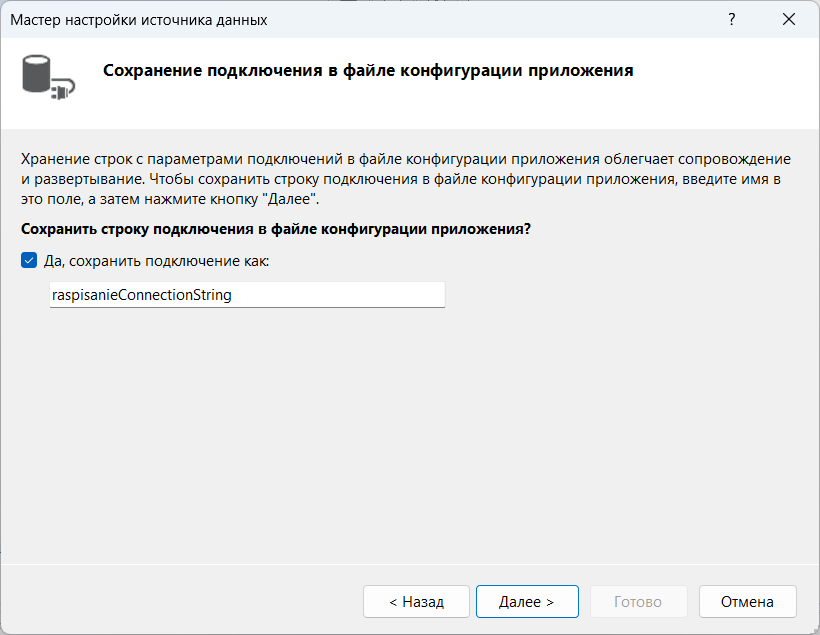 Мастер настройки источника данных
?
Сохранение подключения в файле конфигурации приложения
Хранение строк с параметрами подключений в файле конфигурации приложения облегчает сопровождение
и развертывание. Чтобы сохранить строку подключения в файле конфигурации приложения, введите имя в
это поле, а затем нажмите кнопку "Далее".
Сохранить строку подключения в файле конфигурации приложения?
Да, сохранить подключение как:
raspisanieConnectionString
< Назад
Далее >
Готово
Отмена